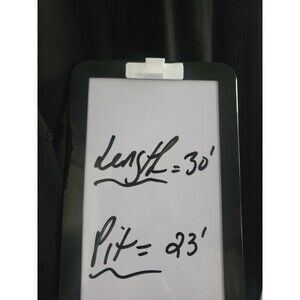 Length = 30'
Pit = 23'